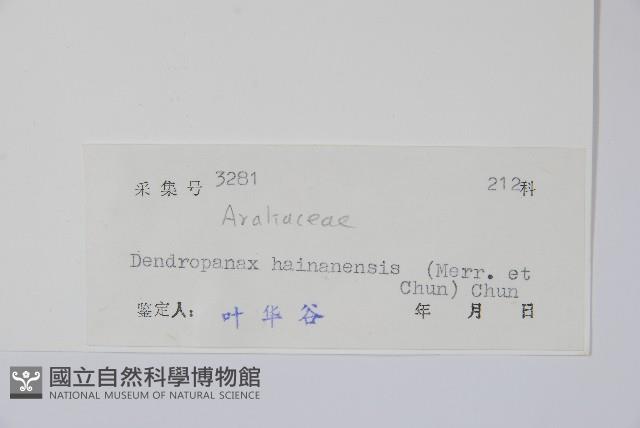 采集号 3281 212科
Araliaceae
Dendropanax hainanensis (Merr. et
Chun) Chun
鉴定人: 叶华谷 年 月 日
國立自然科學博物館
NATIONAL MUSEUM OF NATURAL SCIENCE